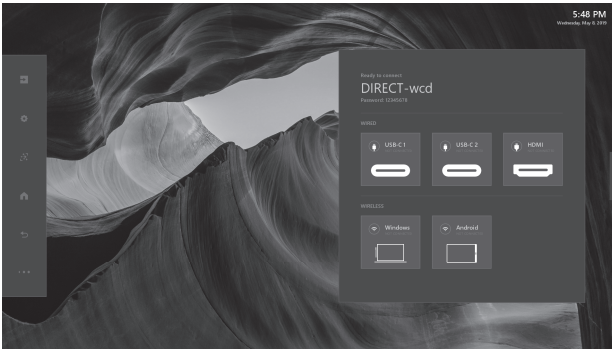 5:48 PM
Wednesday, May 8, 2019
Ready to connect
DIRECT-wcd
Password: 12345678
WIRED
USB-C 1
USB-C 2
HDMI
WIRELESS
Windows
Android